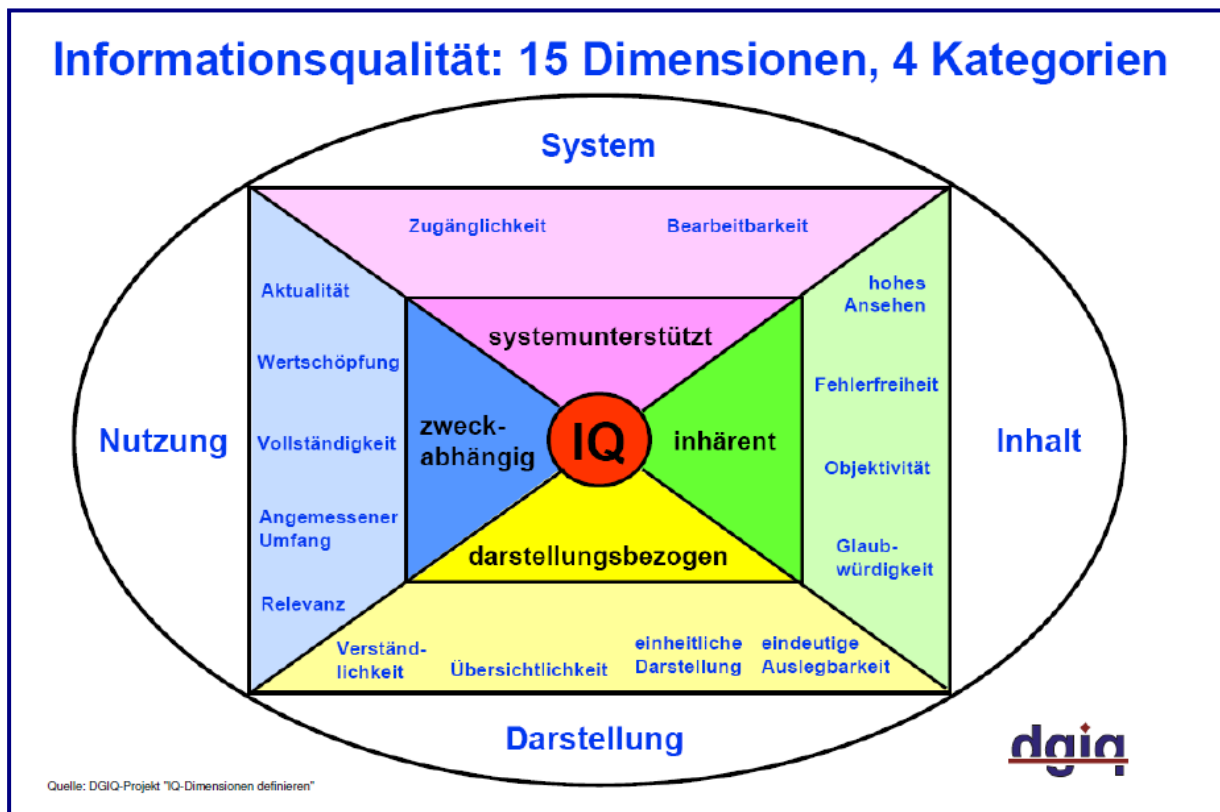 Informationsqualität: 15 Dimensionen, 4 Kategorien
System
Zugänglichkeit
Bearbeitbarkeit
hohes
Ansehen
Aktualität
systemunterstützt
Wertschöpfung
Fehlerfreiheit
Nutzung
Vollständigkeit
zweck-
abhängig
IQ
inhärent
Inhalt
Objektivität
Angemessener
Umfang
darstellungsbezogen
Glaub-
würdigkeit
Relevanz
Verständ-
lichkeit
Übersichtlichkeit
einheitliche
Darstellung
eindeutige
Auslegbarkeit
Darstellung
dgiq
Quelle: DGIQ-Projekt "IQ-Dimensionen definieren"